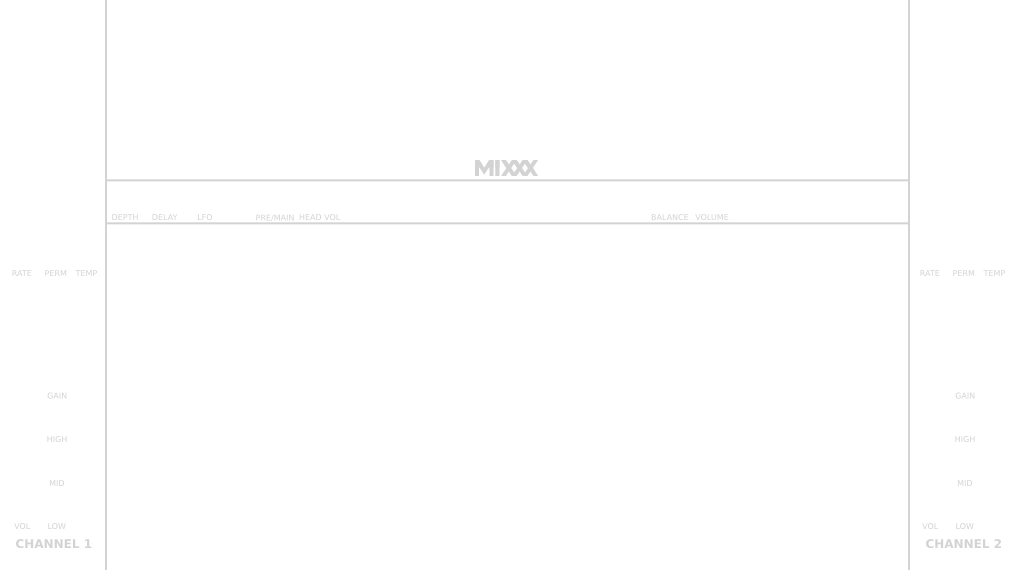 MIXXX
DEPTH DELAY LFO PRE/MAIN HEAD VOL BALANCE VOLUME
RATE PERM TEMP RATE PERM TEMP
GAIN GAIN
HIGH HIGH
MID MID
VOL LOW VOL LOW
CHANNEL 1 CHANNEL 2